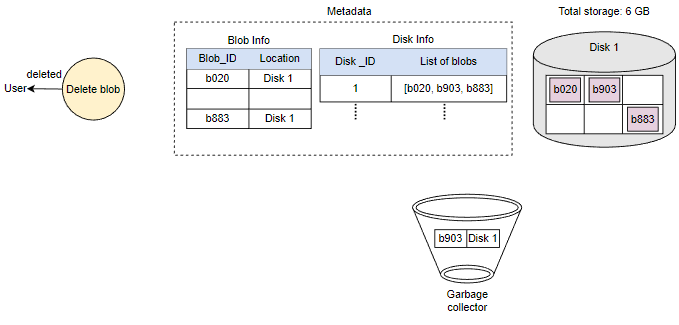 Metadata
Total storage: 6 GB
Blob Info
Disk Info
Disk 1
Blob_ID Location
Disk _ID List of blobs
deleted
User
Delete blob
b020 Disk 1
1 [b020, b903, b883]
b020 b903
b883 Disk 1
b883
b903 Disk 1
Garbage
collector